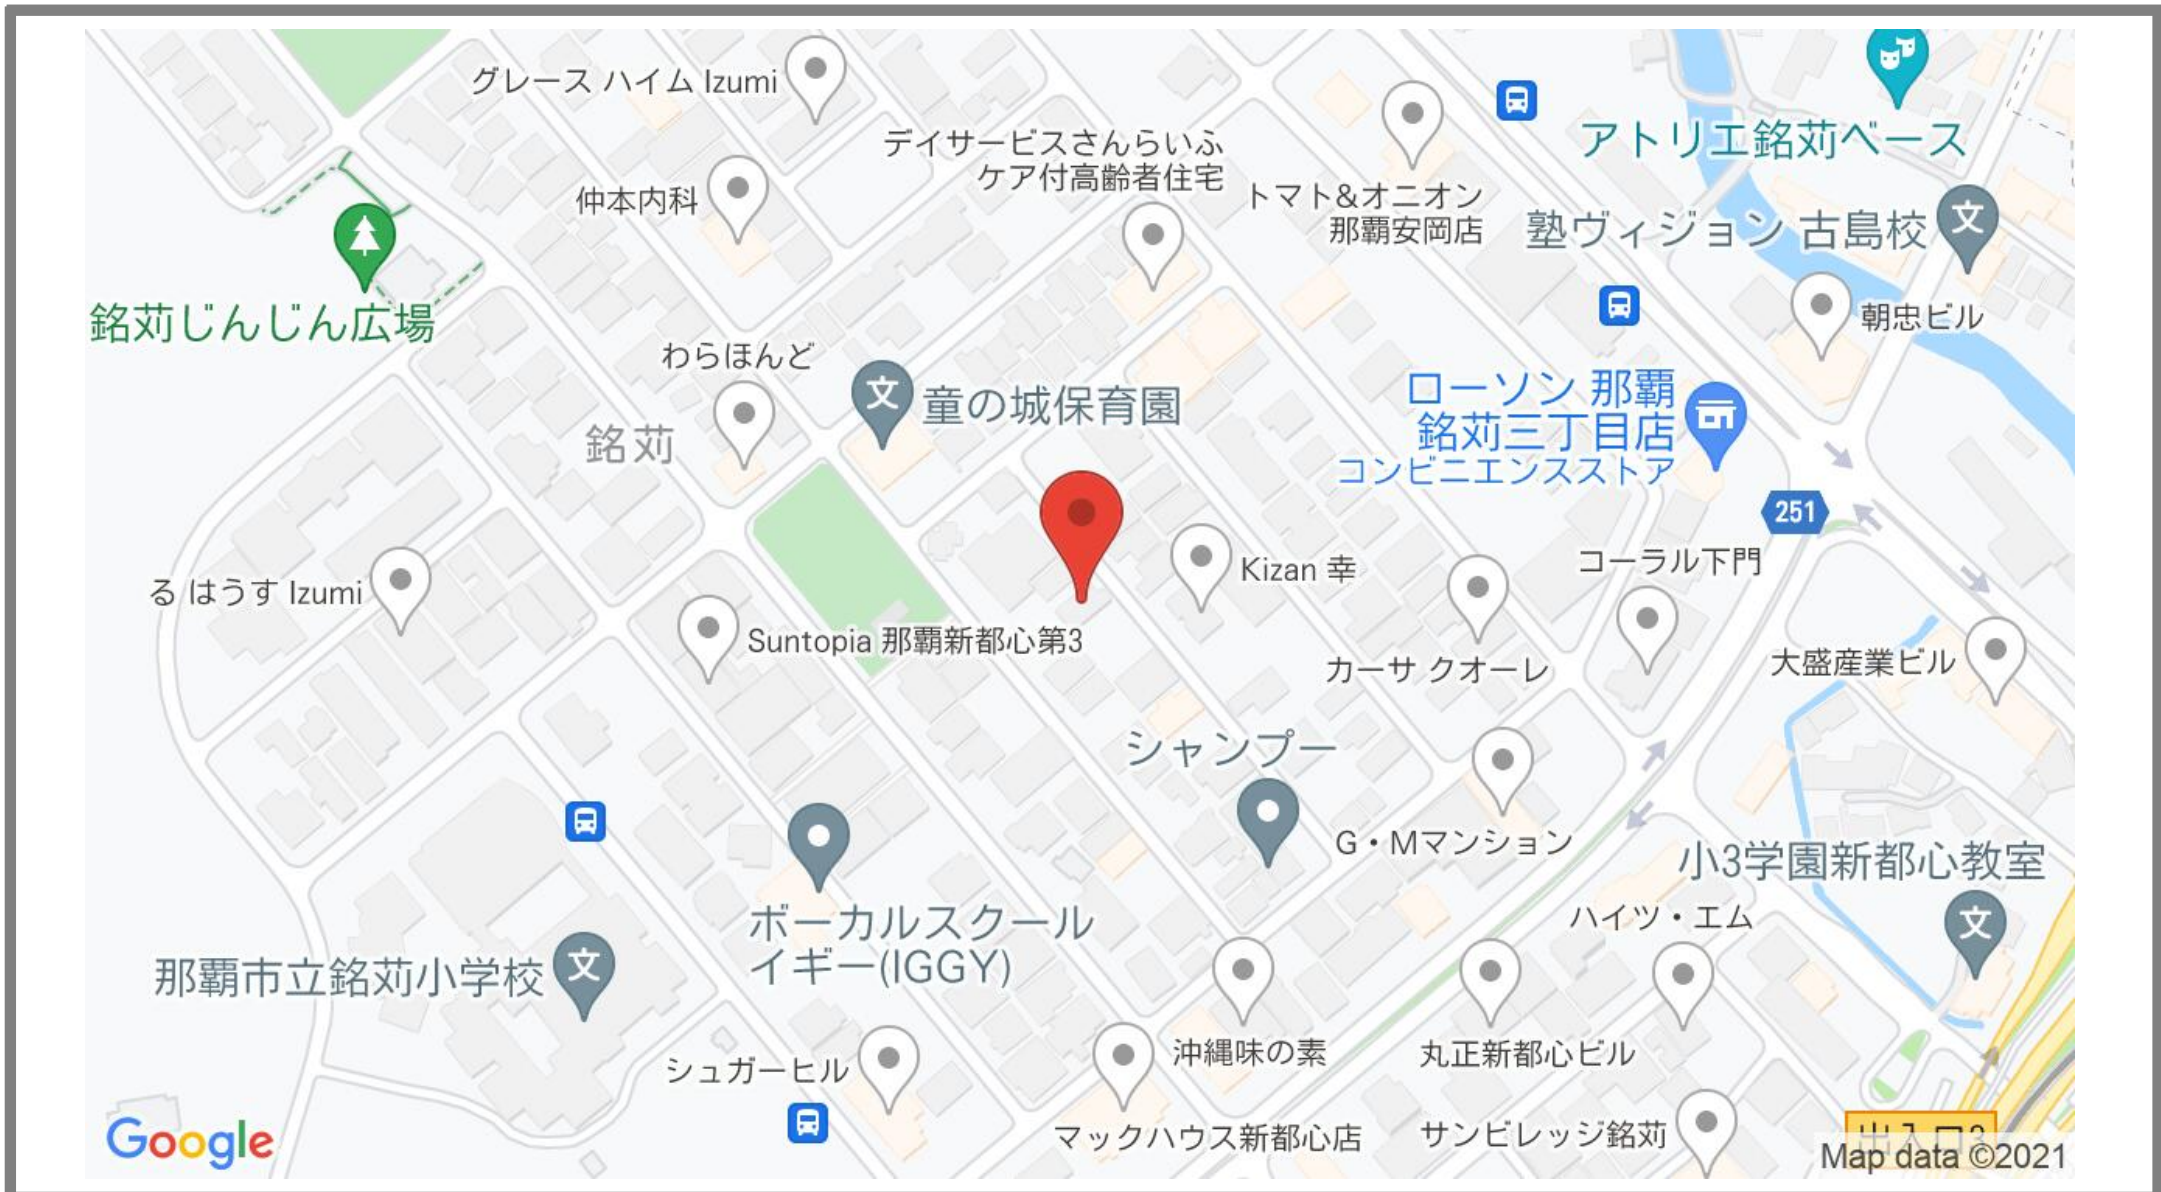 グレース ハイム Izumi
デイサービスさんらいふ
ケア付高齢者住宅
アトリエ銘苅ベース
仲本内科
トマト&オニオン
那覇安岡店
塾ヴィジョン 古島校
文
銘苅じんじん広場
朝忠ビル
わらほんど
文
童の城保育園
ローソン 那覇
銘苅三丁目店
コンビニエンスストア
銘苅
251
る はうす Izumi
Kizan 幸
コーラル下門
Suntopia 那覇新都心第3
カーサ クオーレ
大盛産業ビル
シャンプー
G・Mマンション
小3学園新都心教室
文
ボーカルスクール
イギー(IGGY)
ハイツ・エム
那覇市立銘苅小学校
文
シュガーヒル
沖縄味の素
丸正新都心ビル
マックハウス新都心店
サンビレッジ銘苅
出入口3
Google
Map data ©2021